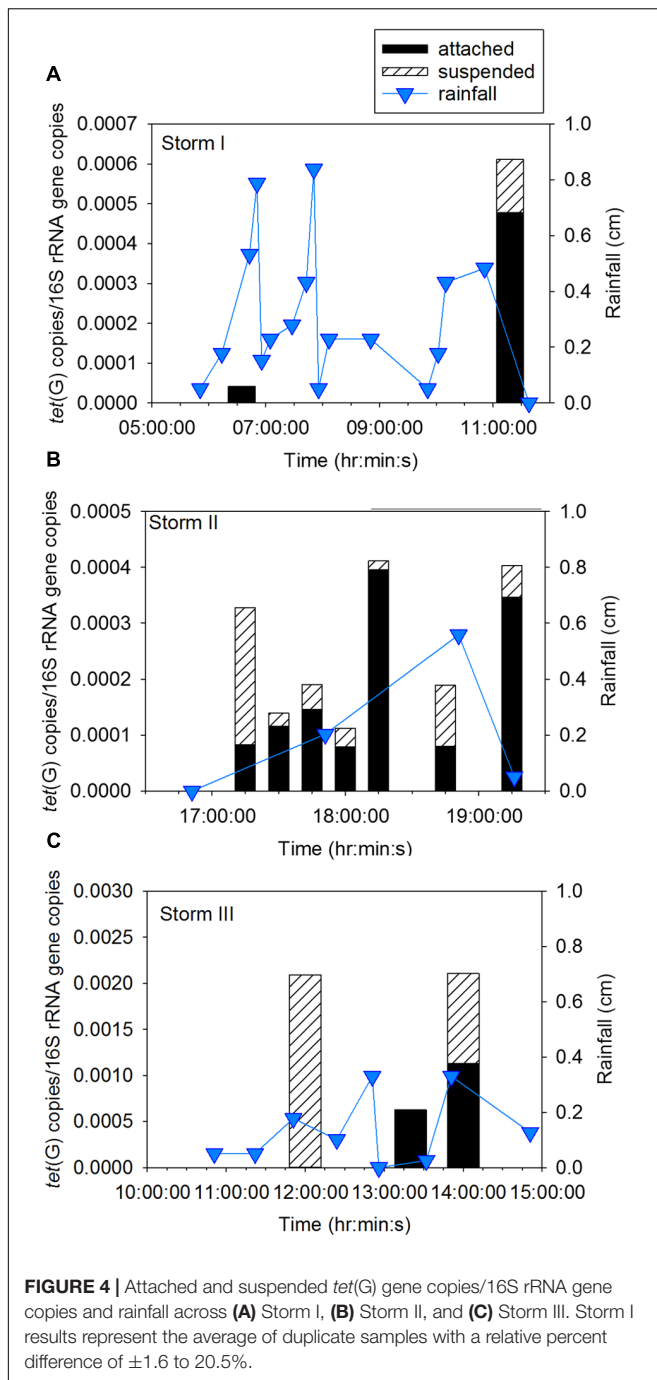 attached
suspended
rainfall
A
Storm I
0.0007
0.0006
0.0005
0.0004
0.0003
0.0002
0.0001
0.0000
tet(G) copies/16S rRNA gene copies
1.0
0.8
0.6
0.4
0.2
0.0
Rainfall (cm)
05:00:00 07:00:00 09:00:00 11:00:00
Time (hr:min:s)
B
Storm II
0.0005
0.0004
0.0003
0.0002
0.0001
0.0000
tet(G) copies/16S rRNA gene copies
1.0
0.8
0.6
0.4
0.2
0.0
Rainfall (cm)
17:00:00 18:00:00 19:00:00
Time (hr:min:s)
C
Storm III
0.0030
0.0025
0.0020
0.0015
0.0010
0.0005
0.0000
tet(G) copies/16S rRNA gene copies
1.0
0.8
0.6
0.4
0.2
0.0
Rainfall (cm)
10:00:00 11:00:00 12:00:00 13:00:00 14:00:00 15:00:00
Time (hr:min:s)
FIGURE 4 | Attached and suspended tet(G) gene copies/16S rRNA gene
copies and rainfall across (A) Storm I, (B) Storm II, and (C) Storm III. Storm I
results represent the average of duplicate samples with a relative percent
difference of ±1.6 to 20.5%.